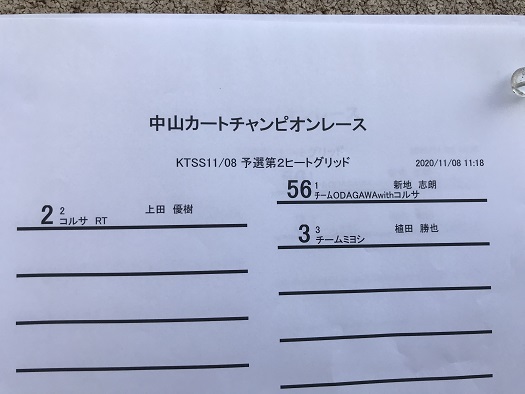 中山カートチャンピオンレース
KTSS11/08 予選第2ヒートグリッド 2020/11/08 11:18
56 1 新地 志朗
チームODAGAWAwithコルサ
2 2 上田 優樹
コルサ RT
3 3 植田 勝也
チームミヨシ